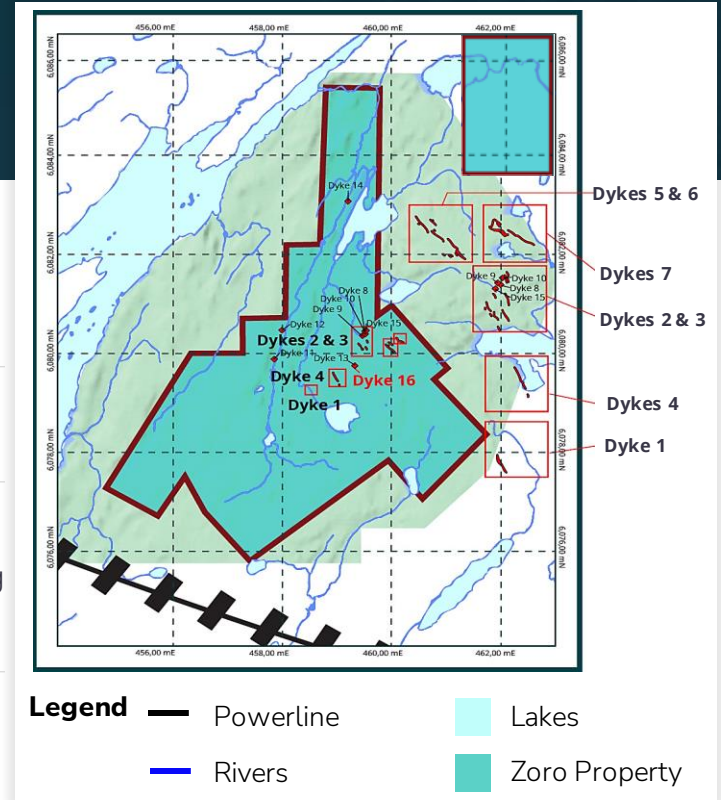 456,00 mE 458,00 mE 460,00 mE 462,00 mE
6,086,00 mN 6,086,00 mN
6,084,00 mN 6,084,00 mN
Dyke 14
Dykes 5 & 6
6,082,00 mN 6,082,00 mN
Dykes 7
Dyke 9 Dyke 10
Dyke 8
Dyke 15
Dykes 2 & 3
Dyke 8
Dyke 10
Dyke 9
Dyke 12 Dyke 15
Dykes 2 & 3
6,080,00 mN 6,080,00 mN
Dyke 11 Dyke 13
Dyke 4 Dyke 16
Dyke 1
Dykes 4
Dyke 1
6,078,00 mN 6,078,00 mN
6,076,00 mN 6,076,00 mN
456,00 mE 458,00 mE 460,00 mE 462,00 mE
Legend
Powerline Lakes
Rivers Zoro Property